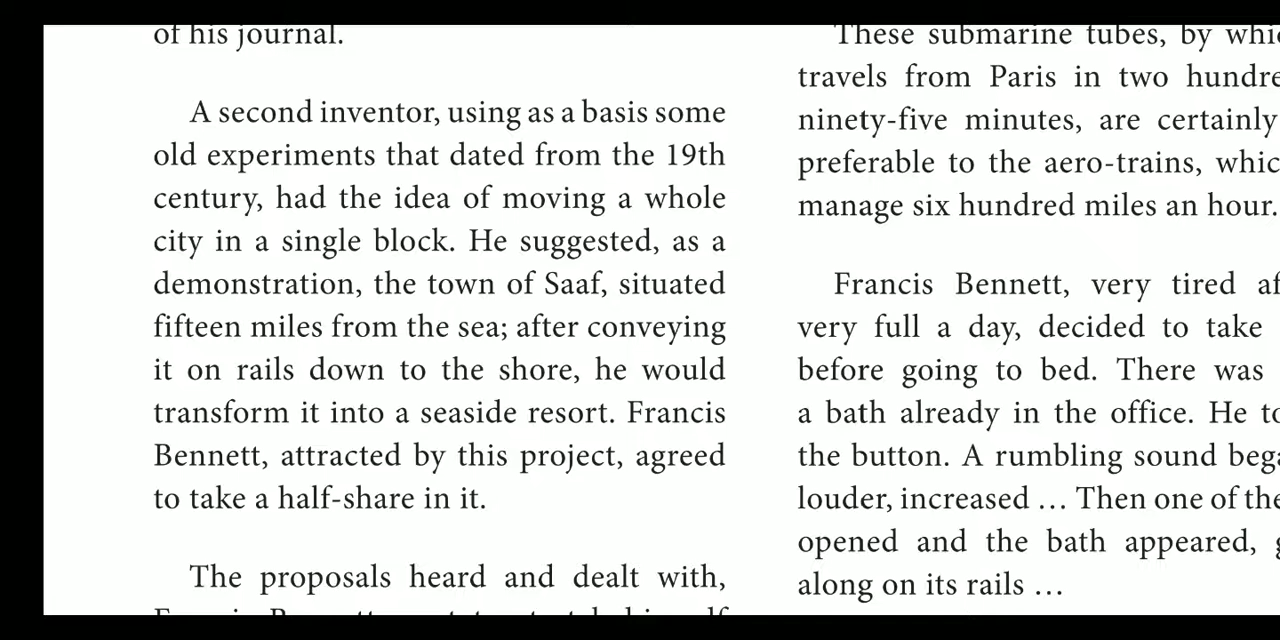 of his journal.
A second inventor, using as a basis some
old experiments that dated from the 19th
century, had the idea of moving a whole
city in a single block. He suggested, as a
demonstration, the town of Saaf, situated
fifteen miles from the sea; after conveying
it on rails down to the shore, he would
transform it into a seaside resort. Francis
Bennett, attracted by this project, agreed
to take a half-share in it.
The proposals heard and dealt with,
These submarine tubes, by
travels from Paris in two
ninety-five minutes, are certainly
preferable to the aero-trains,
manage six hundred miles an hour.
Francis Bennett, very tired
very full a day, decided to take
before going to bed. There was
a bath already in the office. He
the button. A rumbling sound
louder, increased … Then one of the
opened and the bath appeared,
along on its rails …